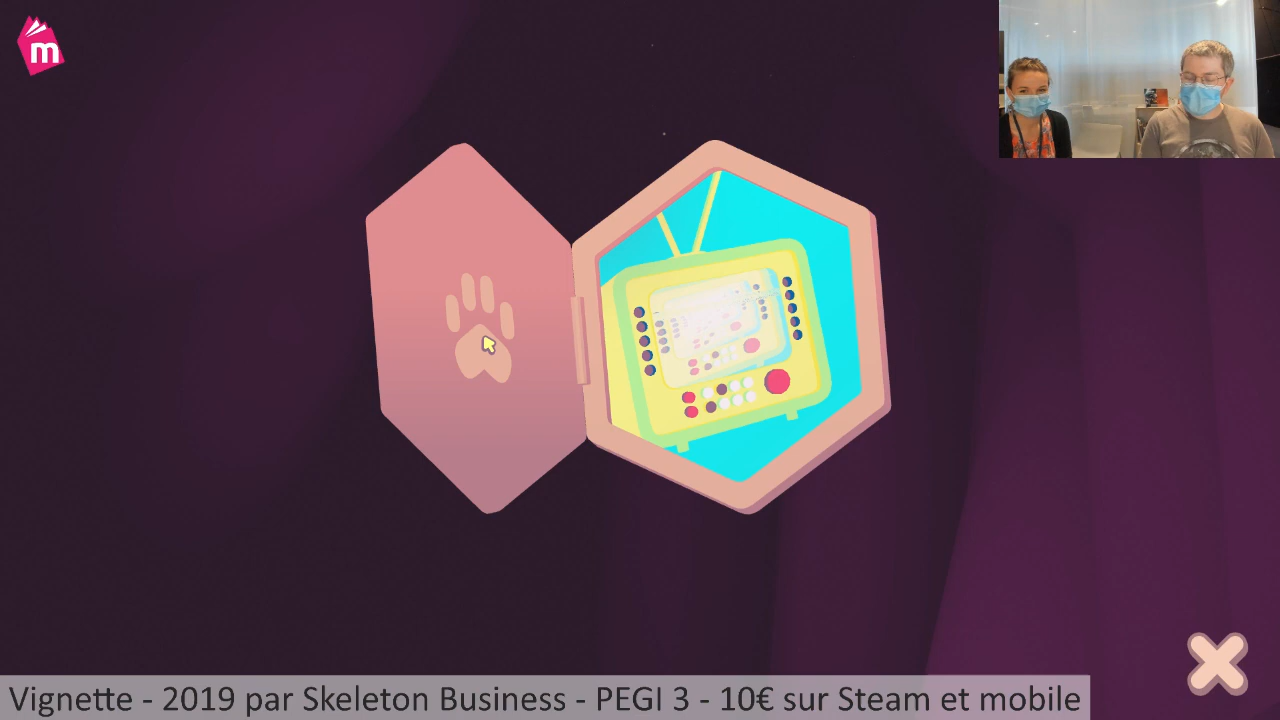 m
Vignette - 2019 par Skeleton Business - PEGI 3 - 10€ sur Steam et mobile